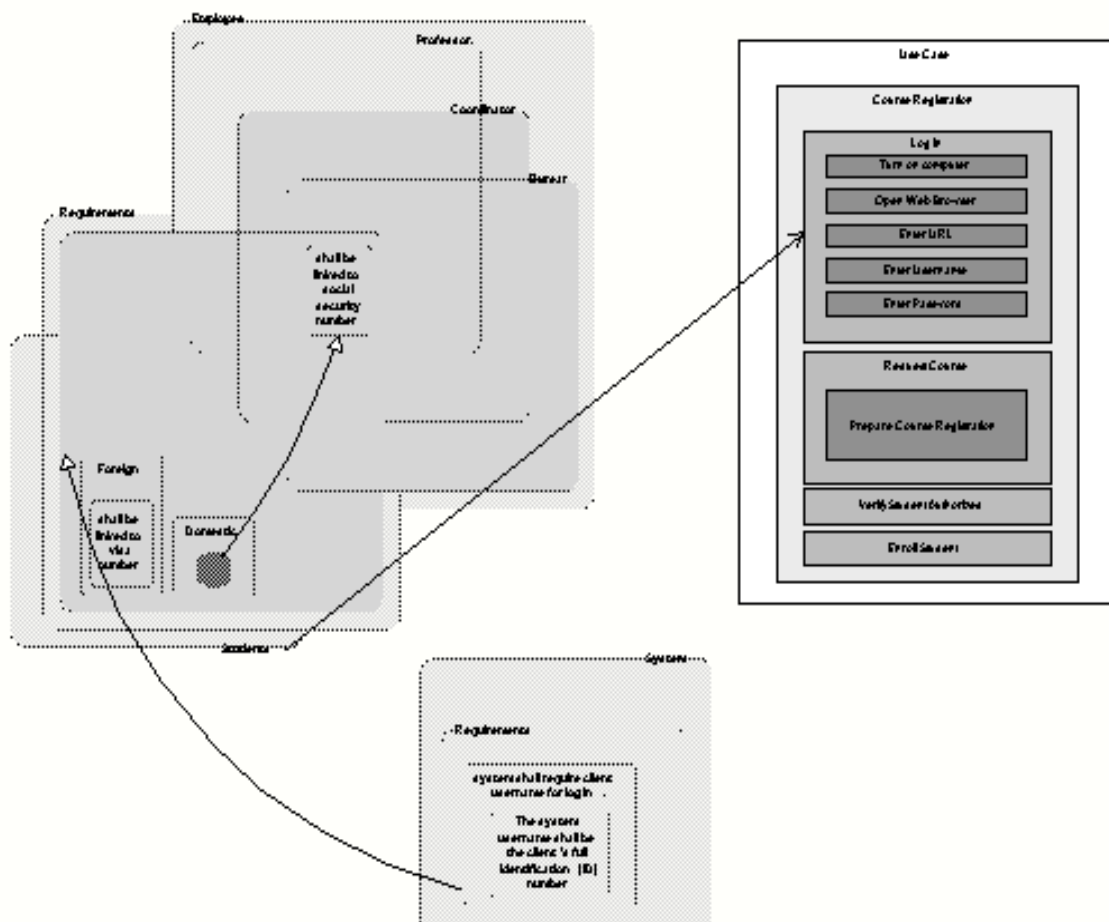 Employee
Professor
Coordinator
Requirements
shall be
linked to
social
security
number
Foreign
shall be
linked to
visa
number
Domestic
Students
Use Case
Course Registration
Log In
Turn on computer
Open Web Browser
Enter URL
Enter Username
Enter Password
Request Course
Prepare Course Registration
Enroll Student
System
Requirements
system shall require client
username for login
The system
username shall be
the client's full
identification (ID)
number